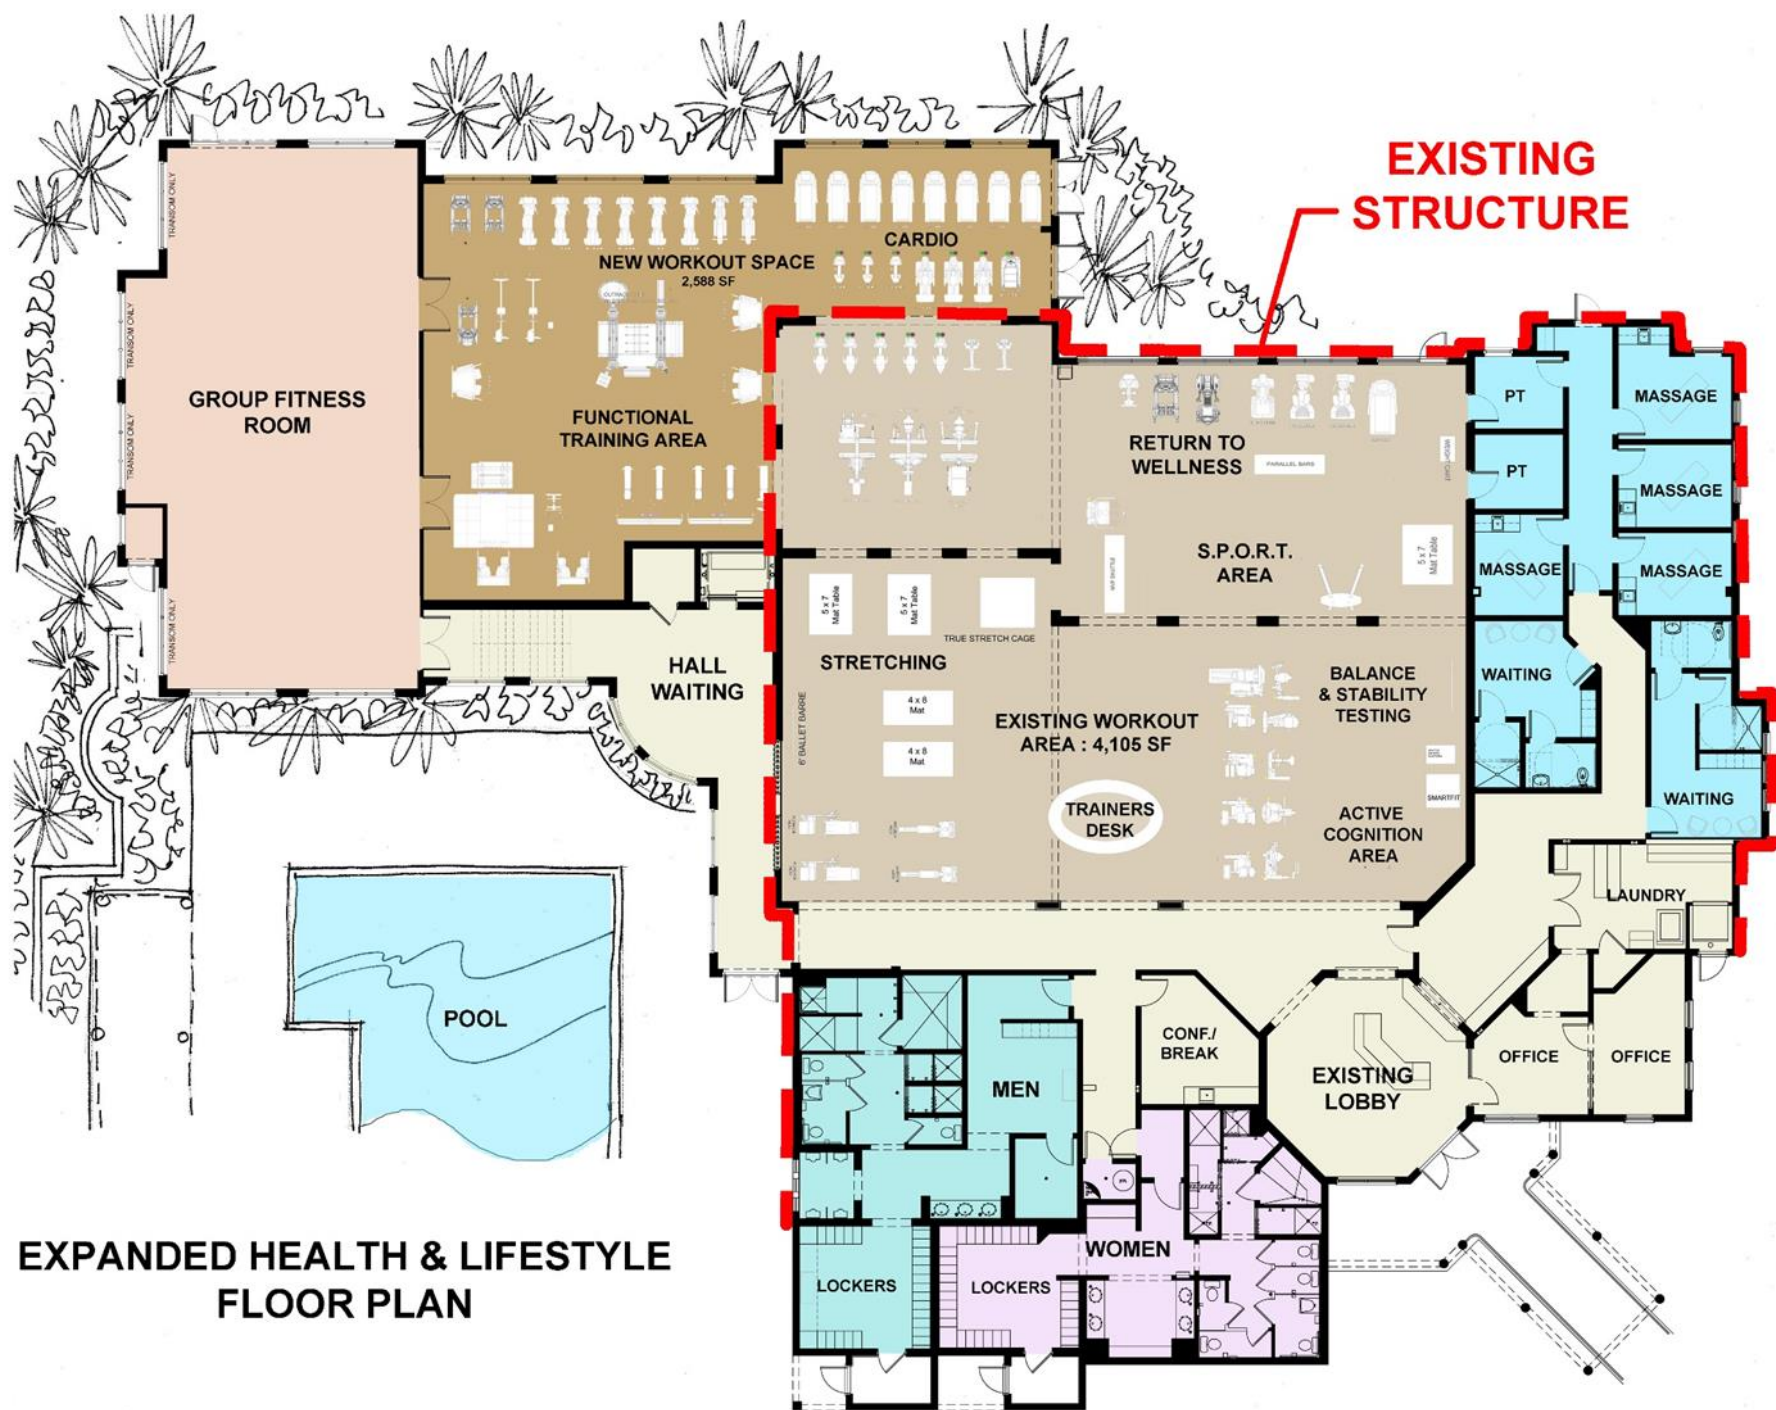 EXISTING
STRUCTURE
TRANSOM ONLY
CARDIO
NEW WORKOUT SPACE
2,588 SF
TRANSOM ONLY
TRANSOM ONLY
GROUP FITNESS
ROOM
FUNCTIONAL
TRAINING AREA
RETURN TO
WELLNESS
PARALLEL BARS
PT
MASSAGE
PT
MASSAGE
S.P.O.R.T.
AREA
5 x 7
Mat Table
MASSAGE
MASSAGE
5 x 7
Mat Table
5 x 7
Mat Table
TRUE STRETCH CAGE
TRANSOM ONLY
HALL
WAITING
STRETCHING
BALANCE
& STABILITY
TESTING
WAITING
6' BALLET BARRE
4 x 8
Mat
4 x 8
Mat
EXISTING WORKOUT
AREA : 4,105 SF
TRAINERS
DESK
SMARTFIT
ACTIVE
COGNITION
AREA
WAITING
LAUNDRY
POOL
CONF./
BREAK
MEN
EXISTING
LOBBY
OFFICE
OFFICE
WOMEN
LOCKERS
LOCKERS
EXPANDED HEALTH & LIFESTYLE
FLOOR PLAN